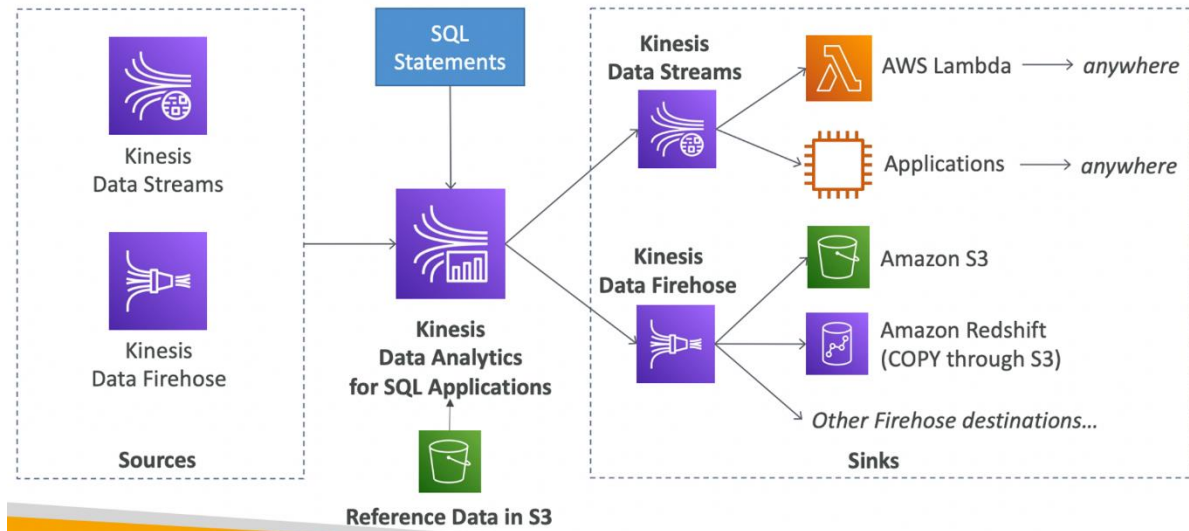 Kinesis
Data Streams
Kinesis
Data Firehose
Sources
SQL
Statements
Kinesis
Data Analytics
for SQL Applications
Reference Data in S3
Kinesis
Data Streams
AWS Lambda
anywhere
Applications
anywhere
Kinesis
Data Firehose
Amazon S3
Amazon Redshift
(COPY through S3)
Other Firehose destinations...
Sinks